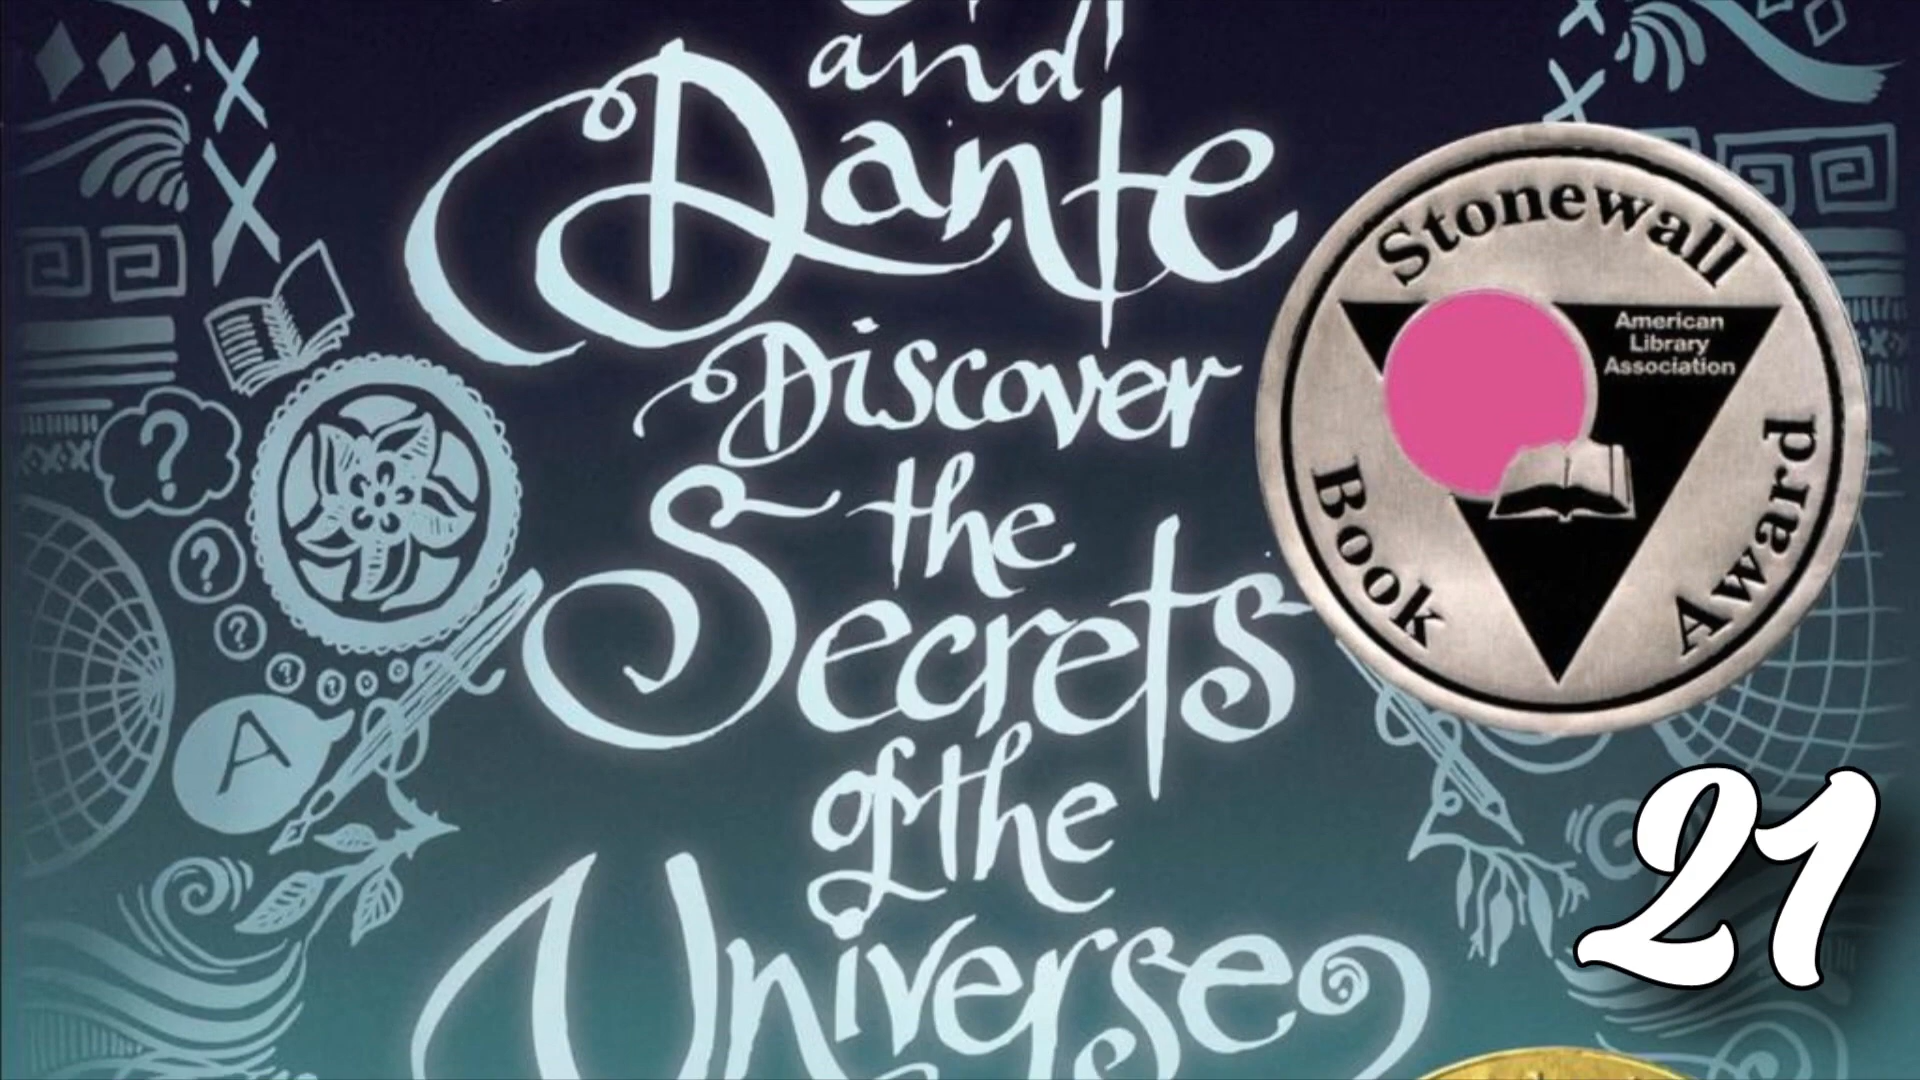 and
Dante
Discover
the
Secrets
of the
Universe
Stonewall
Book
Award
American
Library
Association
?
?
?
?
A
21